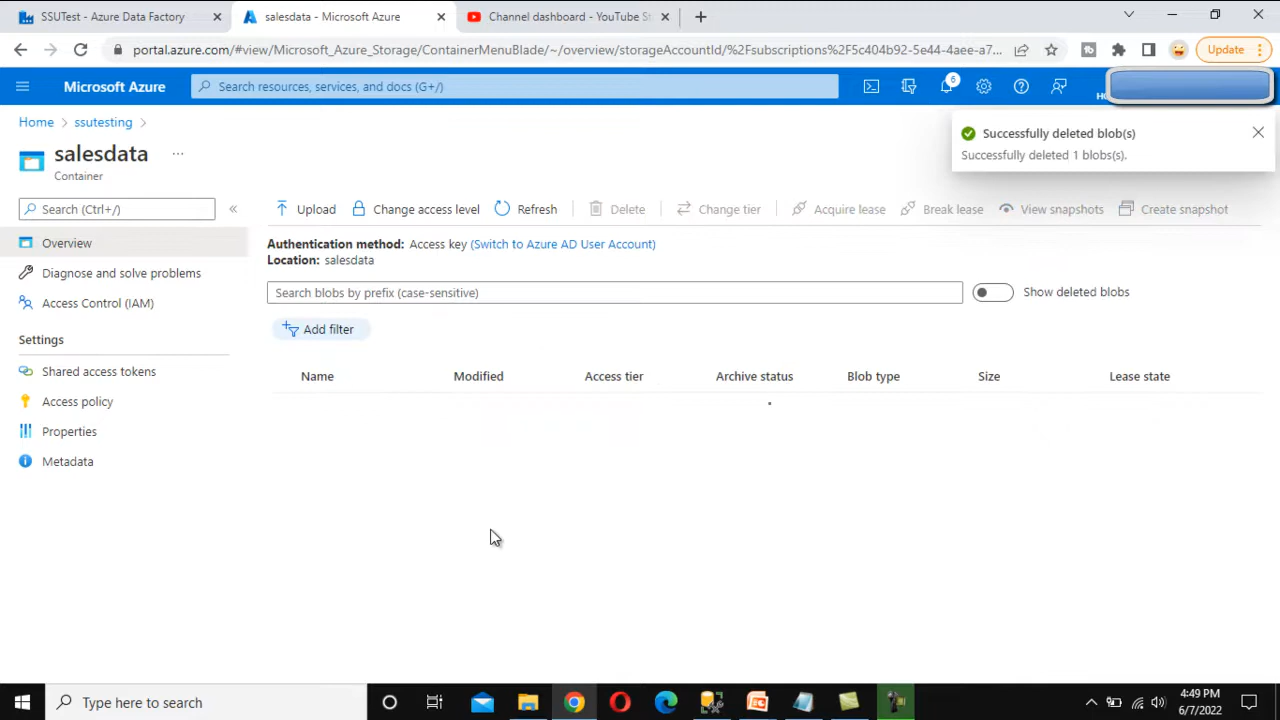 SSUTest - Azure Data Factory
salesdata - Microsoft Azure
Channel dashboard - YouTube St
portal.azure.com/#view/Microsoft_Azure_Storage/ContainerMenuBlade/~/overview/storageAccountId/%2Fsubscriptions%2F5c404b92-5e44-4aee-a7...
Update
Microsoft Azure
Search resources, services, and docs (G+/)
6
Home > ssutesting >
Successfully deleted blob(s)
Successfully deleted 1 blobs(s).
salesdata
...
Container
Search (Ctrl+/)
Upload
Change access level
Refresh
Delete
Change tier
Acquire lease
Break lease
View snapshots
Create snapshot
Overview
Diagnose and solve problems
Access Control (IAM)
Settings
Shared access tokens
Access policy
Properties
Metadata
Authentication method: Access key (Switch to Azure AD User Account)
Location: salesdata
Search blobs by prefix (case-sensitive)
Show deleted blobs
Add filter
Name Modified Access tier Archive status Blob type Size Lease state
Type here to search
4:49 PM
6/7/2022